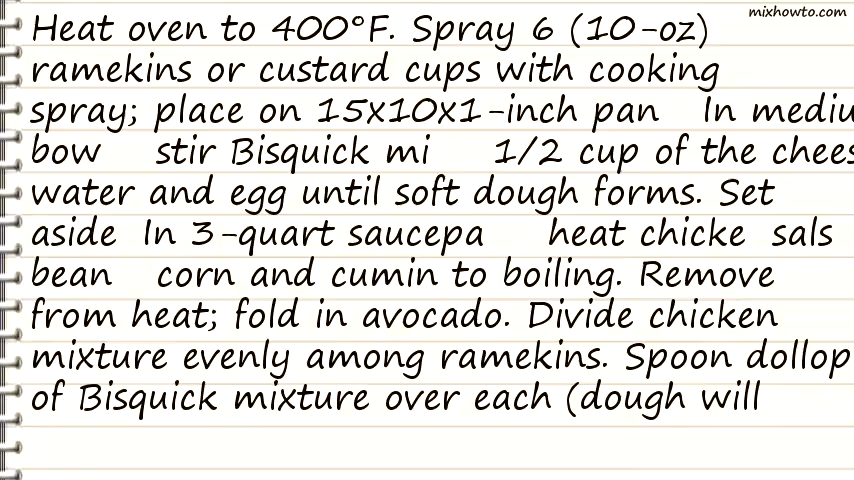 mixhowto.com
Heat oven to 400°F. Spray 6 (10-oz)
ramekins or custard cups with cooking
spray; place on 15x10x1-inch pan In mediu
bow stir Bisquick mi 1/2 cup of the chees
water and egg until soft dough forms. Set
aside In 3-quart saucepa heat chicke sals
bean corn and cumin to boiling. Remove
from heat; fold in avocado. Divide chicken
mixture evenly among ramekins. Spoon dollop
of Bisquick mixture over each (dough will